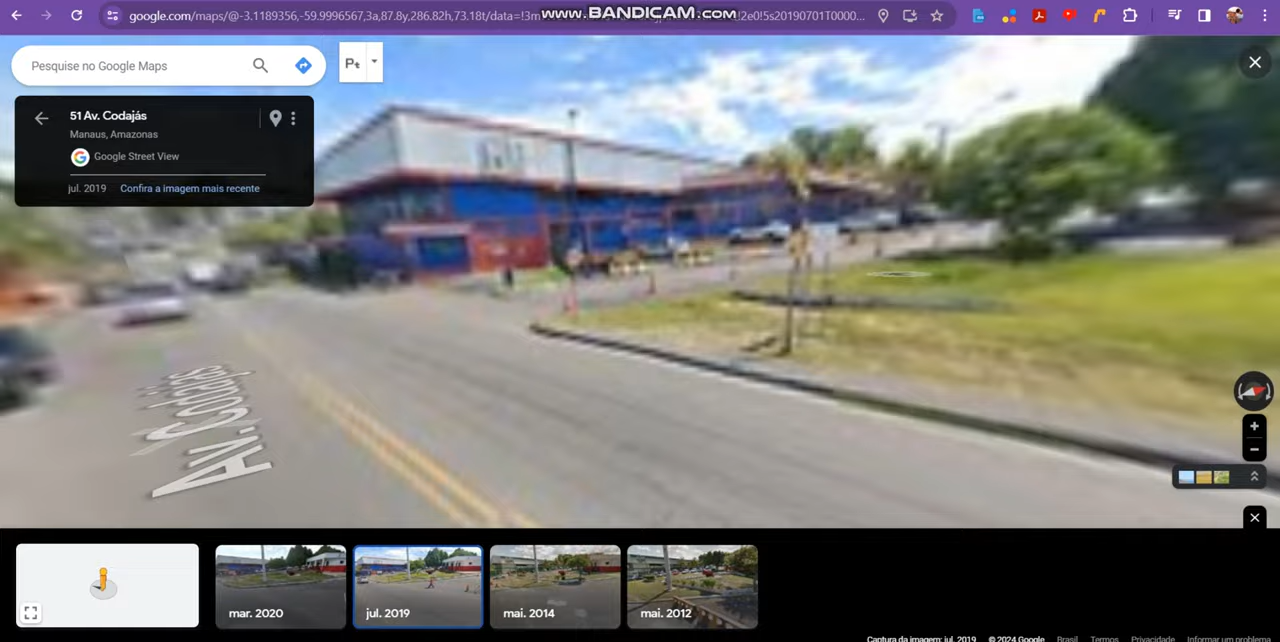 google.com/maps/@-3.1189356,-59.9996567,3a,87.8y,286.82h,73.18t/data=!3m
www.BANDICAM.com
!2e0!5s20190701T0000...
Pesquise no Google Maps
51 Av. Codajás
Manaus, Amazonas
Google Street View
jul. 2019 Confira a imagem mais recente
Av. Codajás
mar. 2020
jul. 2019
mai. 2014
mai. 2012
Captura da imagem: jul. 2019 © 2024 Google Brasil Termos Privacidade Informar um problema